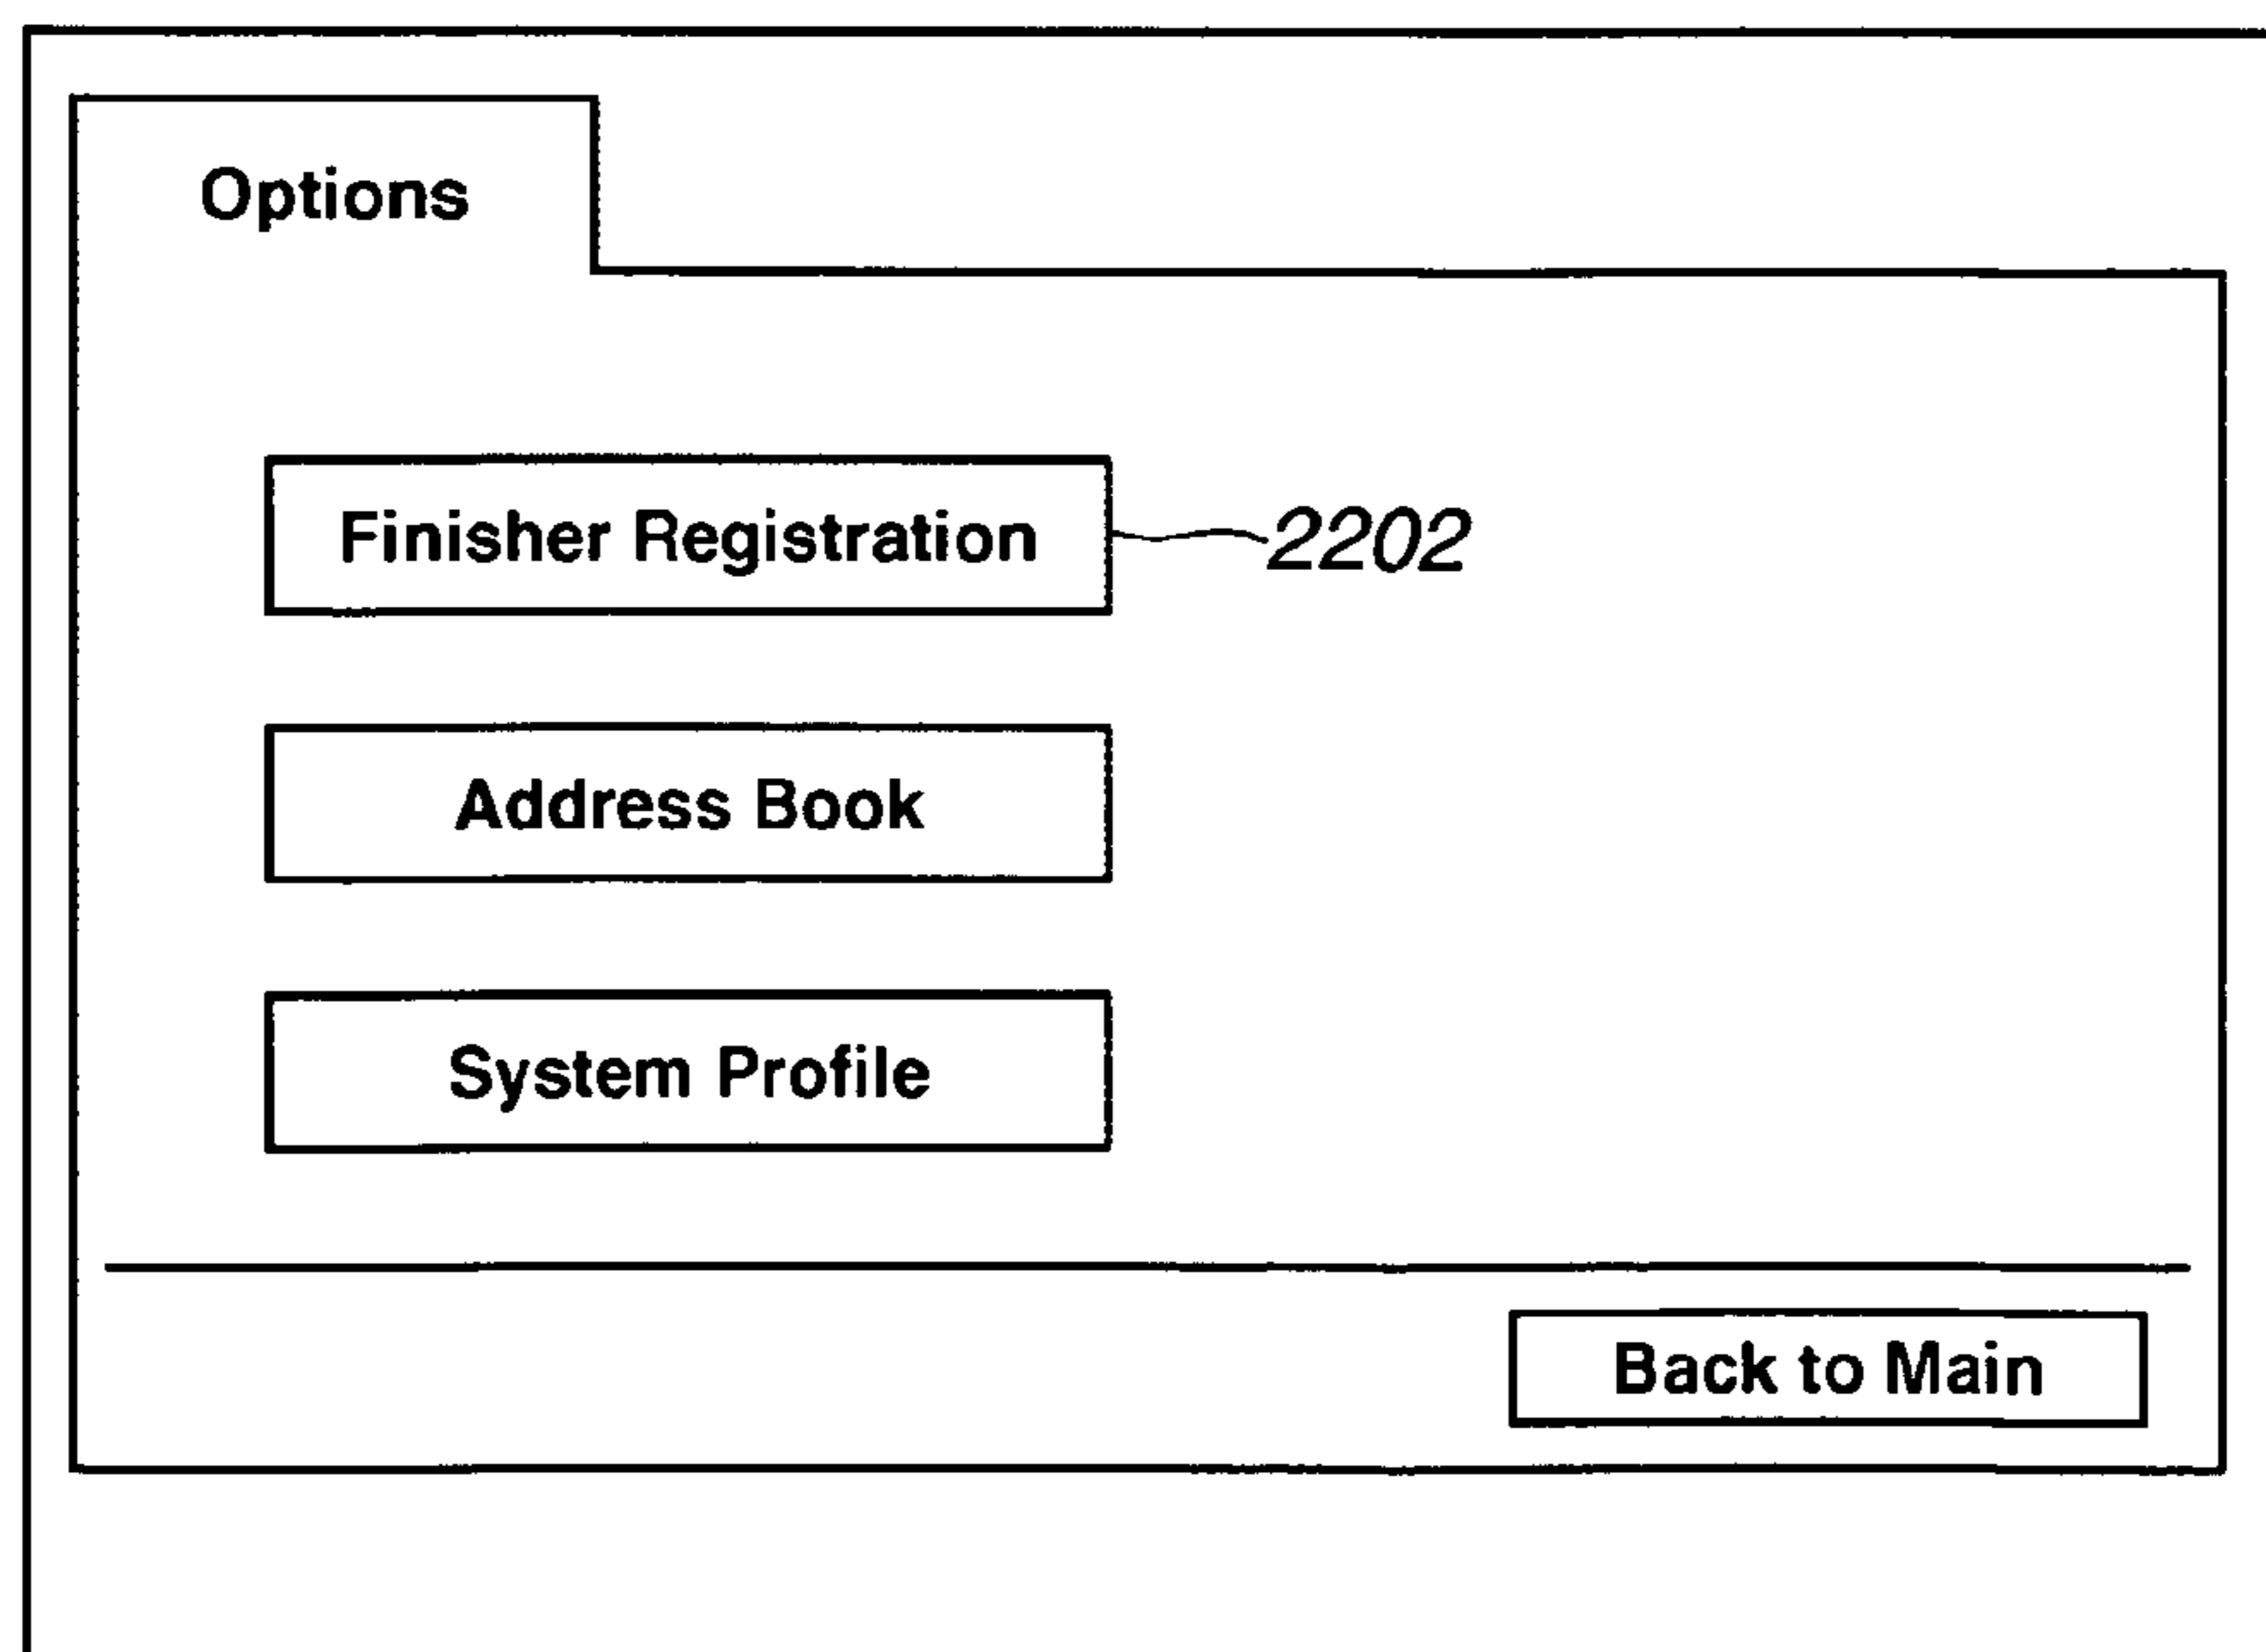 Options
Finisher Registration 2202
Address Book
System Profile
Back to Main